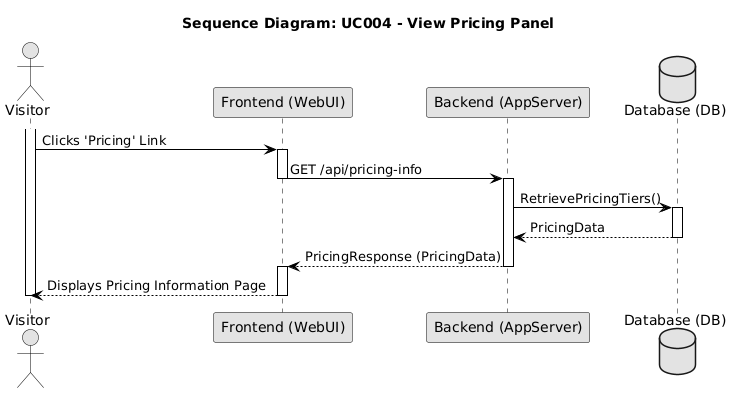 Sequence Diagram: UC004 - View Pricing Panel
Visitor
Frontend (WebUI)
Backend (AppServer)
Database (DB)
Clicks 'Pricing' Link
GET /api/pricing-info
RetrievePricingTiers()
PricingData
PricingResponse (PricingData)
Displays Pricing Information Page
Visitor
Frontend (WebUI)
Backend (AppServer)
Database (DB)